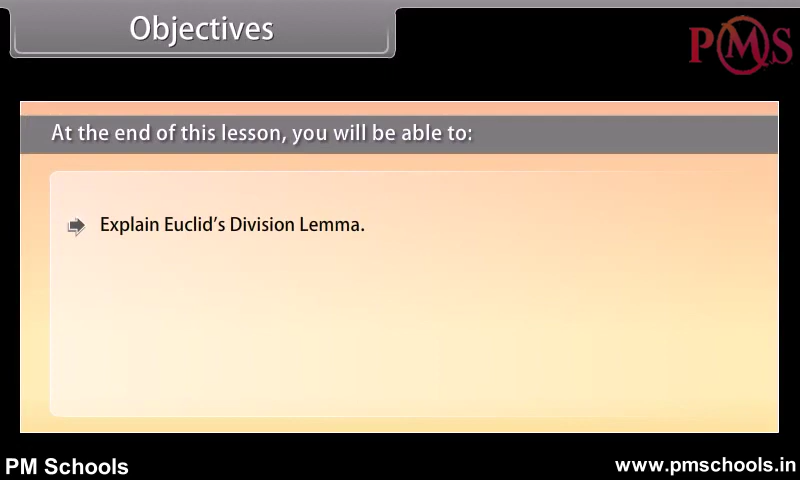 Objectives
PMS
At the end of this lesson, you will be able to:
Explain Euclid’s Division Lemma.
PM Schools
www.pmschools.in